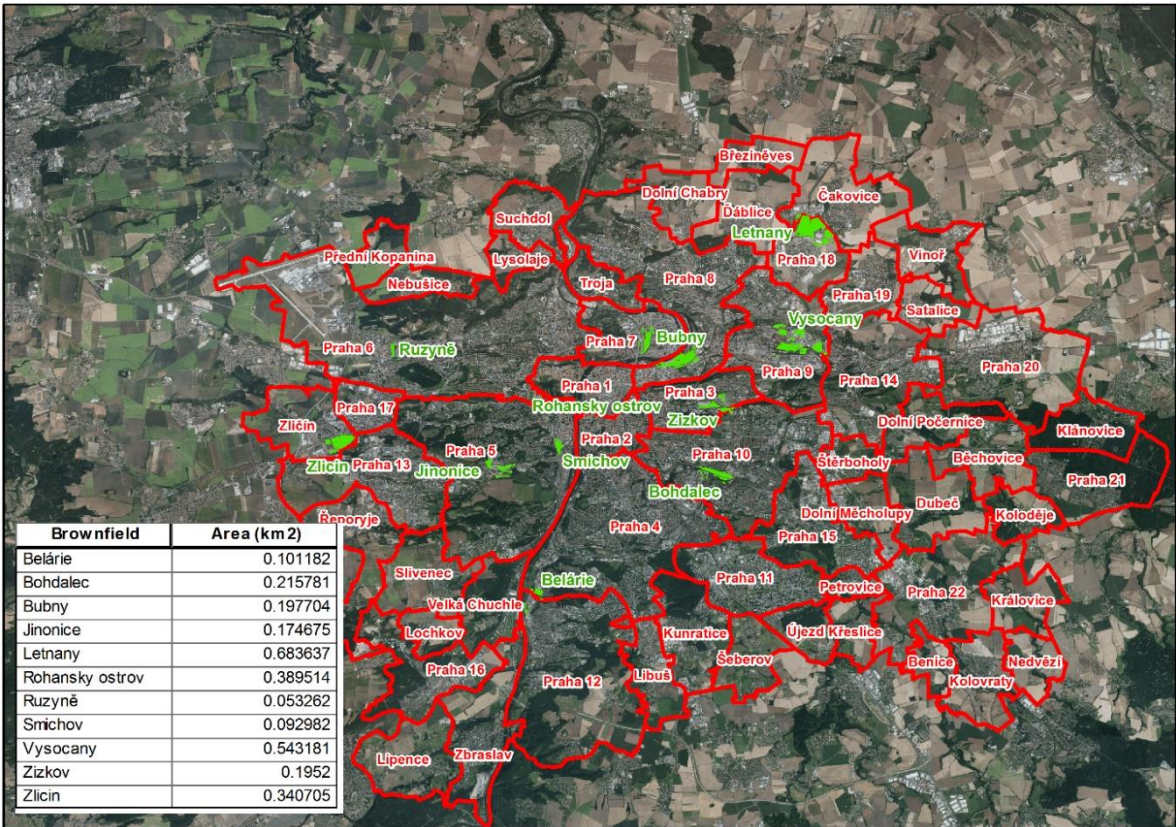 Březiněves
Dolní Chabry
Čakovice
Ďáblice
Suchdol
Letnany
Vinoř
Přední Kopanina
Lysolaje
Praha 18
Nebušice
Troja
Praha 8
Praha 19
Satalice
Vysocany
Praha 6
Ruzyně
Praha 7
Bubny
Praha 9
Praha 14
Praha 20
Praha 1
Praha 3
Rohansky ostrov
Praha 17
Zličín
Zizkov
Dolní Počernice
Klánovice
Praha 2
Praha 5
Smichov
Praha 10
Štěrboholy
Běchovice
Zlicin
Praha 13
Jinonice
Bohdalec
Praha 21
Dubeč
Řeporyje
Dolní Měcholupy
Koloděje
Praha 4
Praha 15
Slivenec
Belárie
Praha 11
Petrovice
Praha 22
Královice
Velká Chuchle
Lochkov
Kunratice
Újezd
Křeslice
Šeberov
Benice
Nedvězí
Praha 16
Praha 12
Libuš
Kolovraty
Lipence
Zbraslav
Brownfield Area (km2)
Belárie 0.101182
Bohdalec 0.215781
Bubny 0.197704
Jinonice 0.174675
Letnany 0.683637
Rohansky ostrov 0.389514
Ruzyně 0.053262
Smichov 0.092982
Vysocany 0.543181
Zizkov 0.1952
Zlicin 0.340705